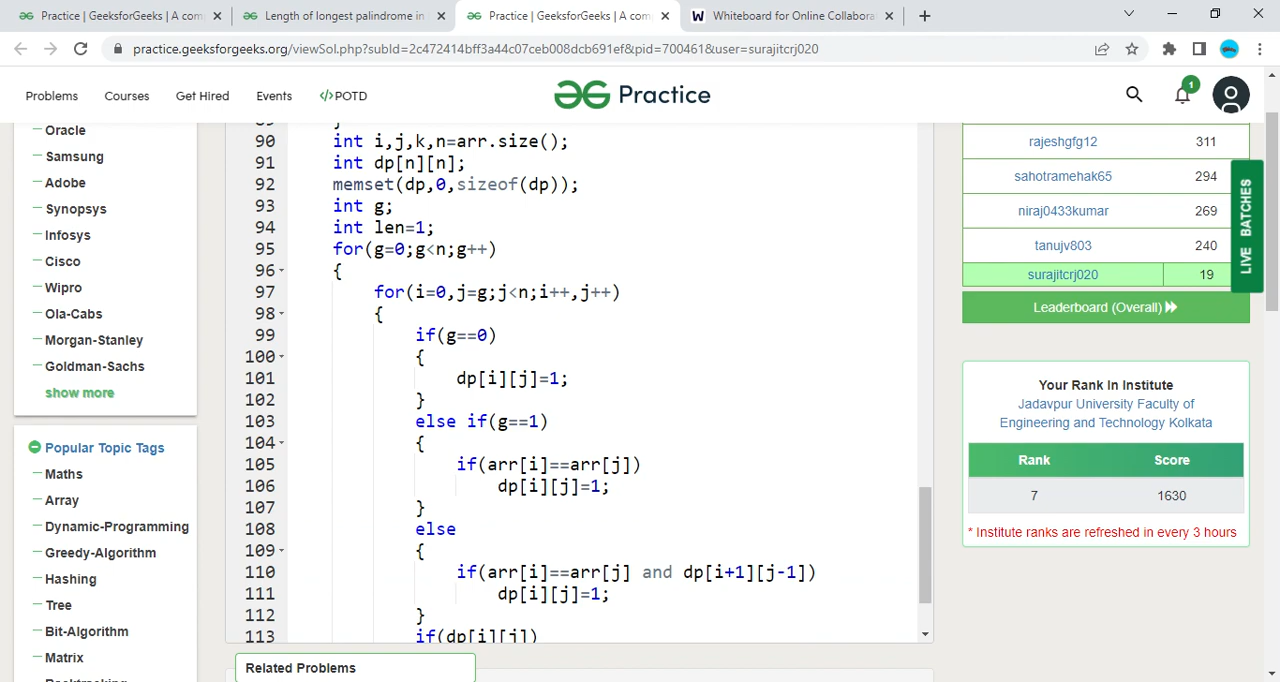 Practice | GeeksforGeeks | A com
Length of longest palindrome in
Practice | GeeksforGeeks | A com
Whiteboard for Online Collabora
practice.geeksforgeeks.org/viewSol.php?subId=2c472414bff3a44c07ceb008dcb691ef&pid=700461&user=surajitcrj020
Problems
Courses
Get Hired
Events
</>POTD
Practice
1
Oracle
Samsung
Adobe
Synopsys
Infosys
Cisco
Wipro
Ola-Cabs
Morgan-Stanley
Goldman-Sachs
show more
Popular Topic Tags
Maths
Array
Dynamic-Programming
Greedy-Algorithm
Hashing
Tree
Bit-Algorithm
Matrix
89 }
90 int i,j,k,n=arr.size();
91 int dp[n][n];
92 memset(dp,0,sizeof(dp));
93 int g;
94 int len=1;
95 for(g=0;g<n;g++)
96 {
97 for(i=0,j=g;j<n;i++,j++)
98 {
99 if(g==0)
100 {
101 dp[i][j]=1;
102 }
103 else if(g==1)
104 {
105 if(arr[i]==arr[j])
106 dp[i][j]=1;
107 }
108 else
109 {
110 if(arr[i]==arr[j] and dp[i+1][j-1])
111 dp[i][j]=1;
112 }
113 if(dp[i][j])
Related Problems
rajeshgfg12 311
sahotramehak65 294
niraj0433kumar 269
tanujv803 240
surajitcrj020 19
Leaderboard (Overall)
LIVE BATCHES
Your Rank In Institute
Jadavpur University Faculty of
Engineering and Technology Kolkata
Rank Score
7 1630
* Institute ranks are refreshed in every 3 hours